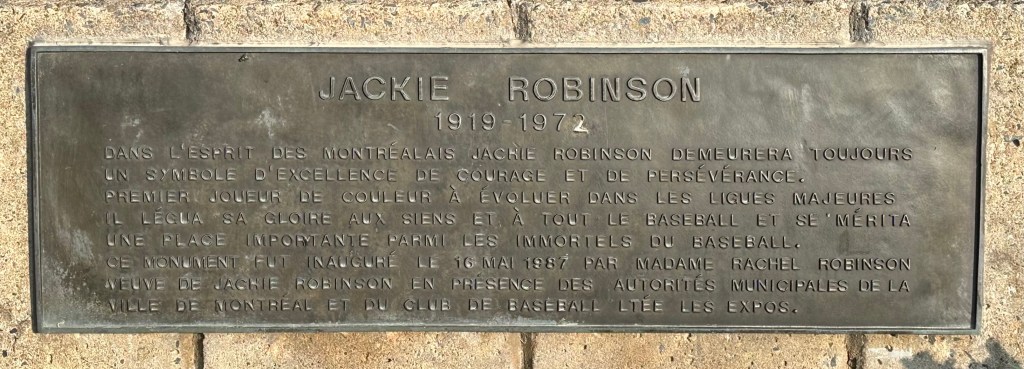 JACKIE ROBINSON
1919-1972
DANS L'ESPRIT DES MONTRÉALAIS JACKIE ROBINSON DEMEURERA TOUJOURS
UN SYMBOLE D'EXCELLENCE DE COURAGE ET DE PERSÉVÉRANCE.
PREMIER JOUEUR DE COULEUR À ÉVOLUER DANS LES LIGUES MAJEURES
IL LÉGUA SA GLOIRE AUX SIENS ET À TOUT LE BASEBALL ET SE MÉRITA
UNE PLACE IMPORTANTE PARMI LES IMMORTELS DU BASEBALL.
CE MONUMENT FUT INAUGURÉ LE 16 MAI 1987 PAR MADAME RACHEL ROBINSON
VEUVE DE JACKIE ROBINSON EN PRÉSENCE DES AUTORITÉS MUNICIPALES DE LA
VILLE DE MONTRÉAL ET DU CLUB DE BASEBALL LTÉE LES EXPOS.